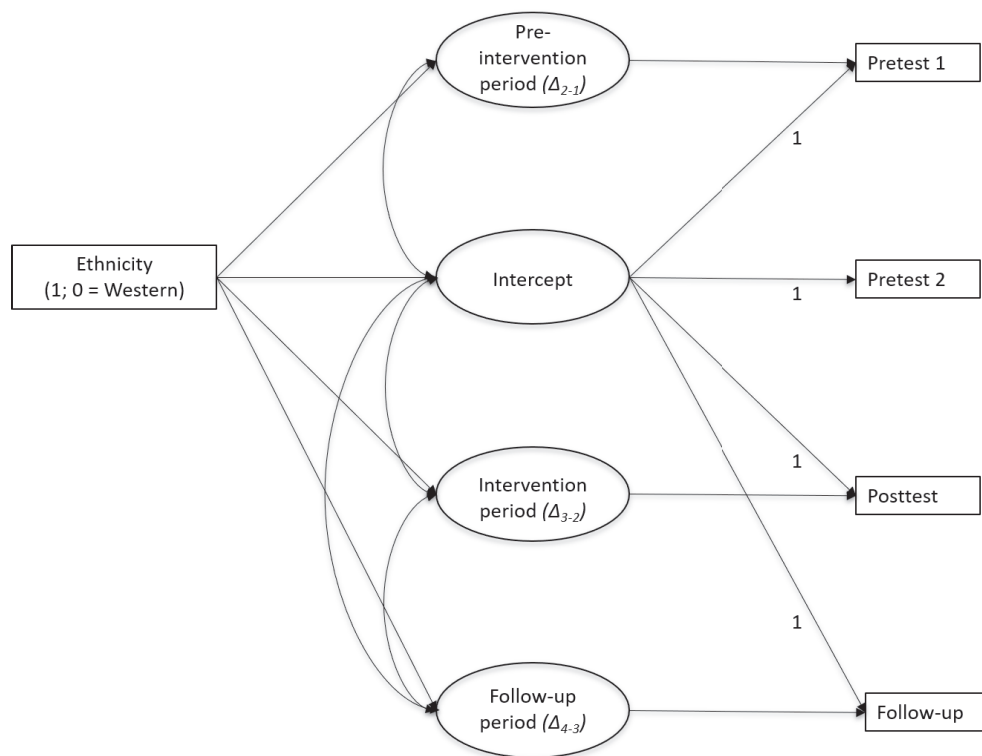 Pre-
intervention
period (Δ2-1)
Pretest 1
1
Ethnicity
(1; 0 = Western)
Intercept
Pretest 2
1
1
Intervention
period (Δ3-2)
Posttest
1
Follow-up
period (Δ4-3)
Follow-up